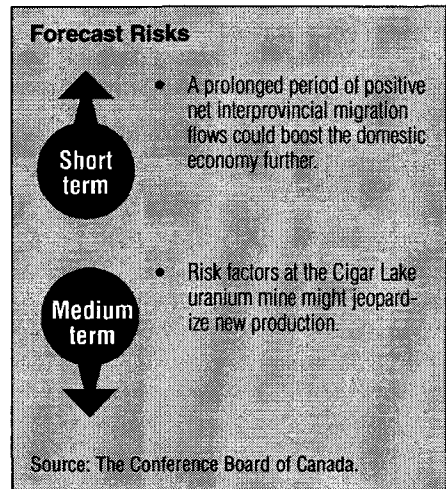 Forecast Risks
Short
term
• A prolonged period of positive
net interprovincial migration
flows could boost the domestic
economy further.
Medium
term
• Risk factors at the Cigar Lake
uranium mine might jeopard-
ize new production.
Source: The Conference Board of Canada.